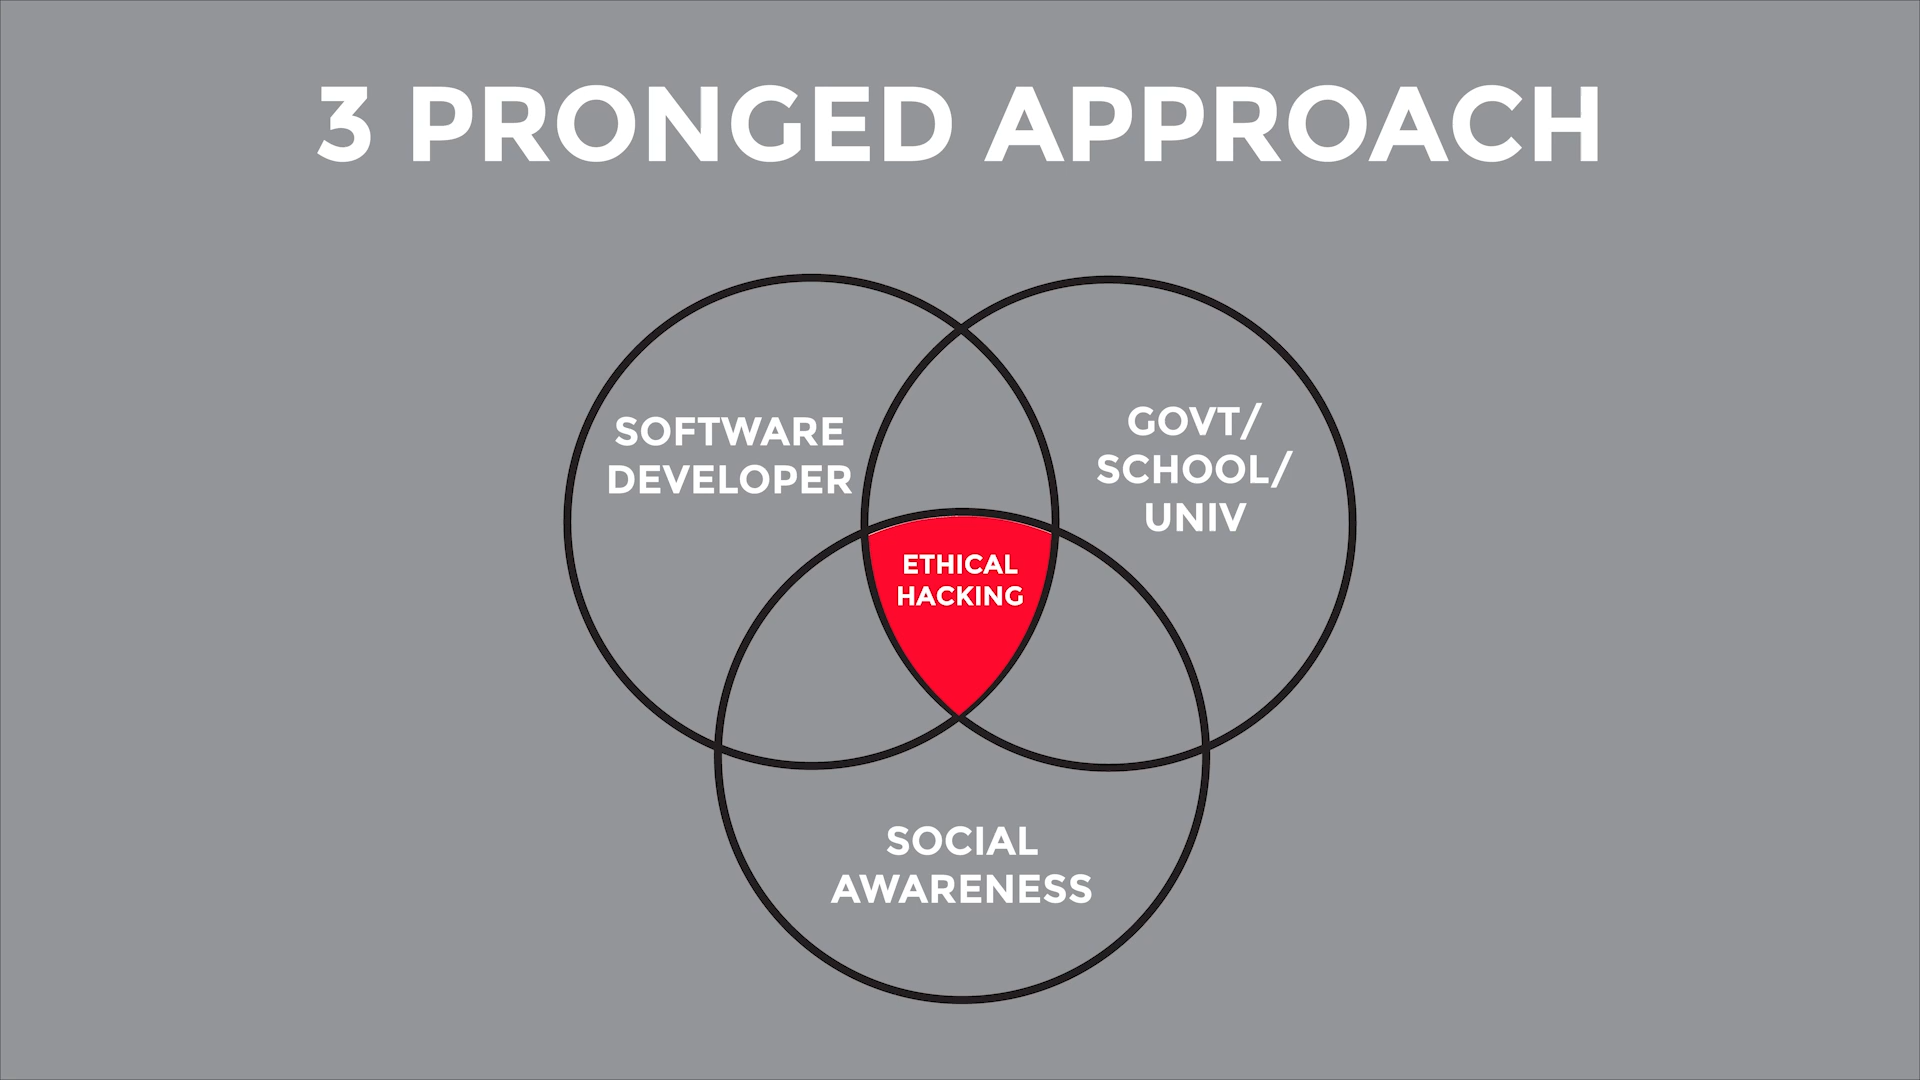 3 PRONGED APPROACH
SOFTWARE
DEVELOPER
GOVT/
SCHOOL/
UNIV
ETHICAL
HACKING
SOCIAL
AWARENESS